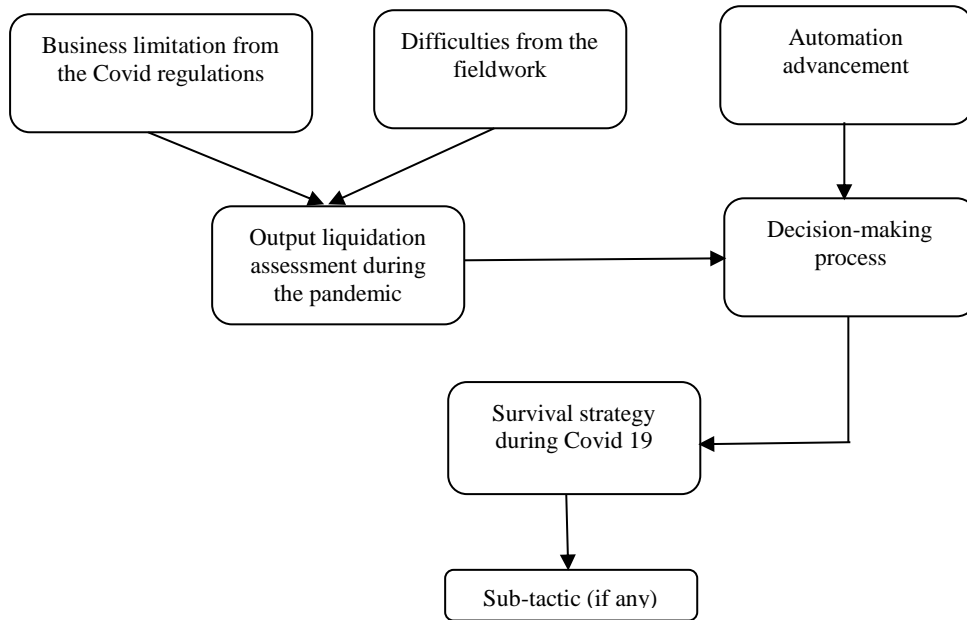 Business limitation from
the Covid regulations
Difficulties from the
fieldwork
Automation
advancement
Output liquidation
assessment during
the pandemic
Decision-making
process
Survival strategy
during Covid 19
Sub-tactic (if any)